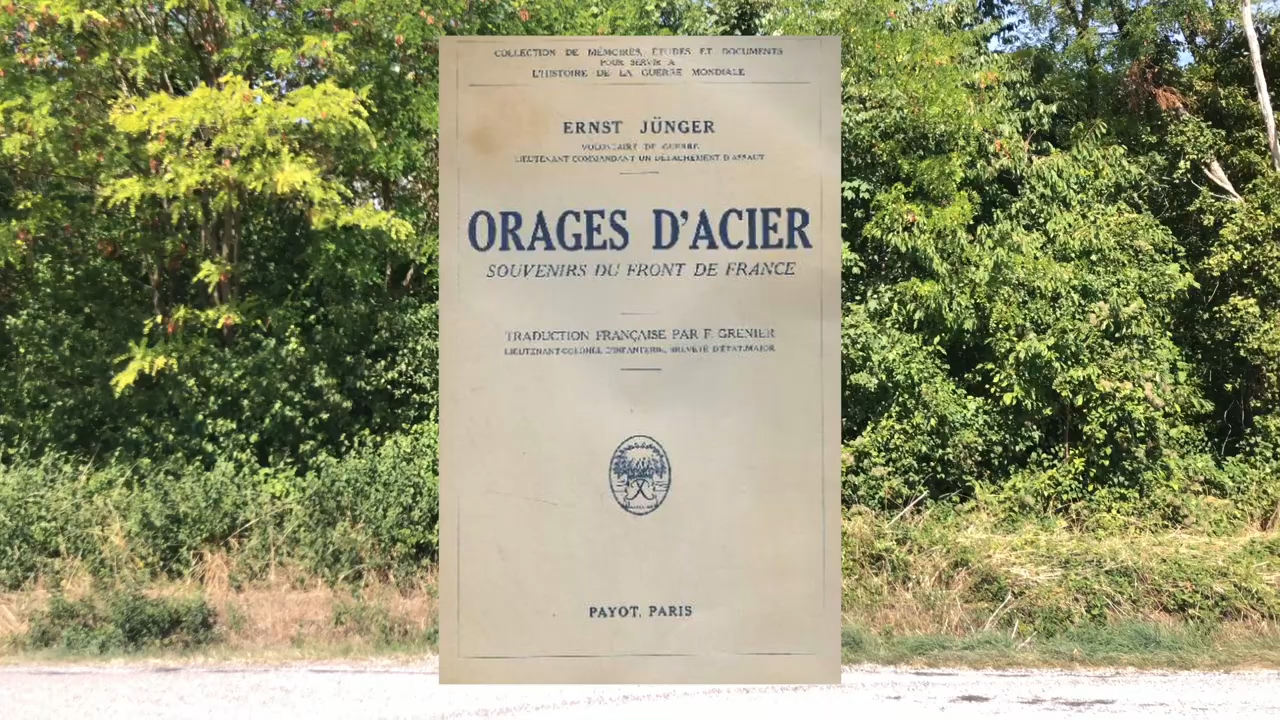 COLLECTION DE MÉMOIRES, ÉTUDES ET DOCUMENTS
POUR SERVIR A
L'HISTOIRE DE LA GUERRE MONDIALE
ERNST JÜNGER
VOLONTAIRE DE GUERRE
LIEUTENANT COMMANDANT UN DÉTACHEMENT D'ASSAUT
ORAGES D'ACIER
SOUVENIRS DU FRONT DE FRANCE
TRADUCTION FRANÇAISE PAR F. GRENIER
LIEUTENANT-COLONEL D'INFANTERIE, BREVETÉ D'ÉTAT-MAJOR
PAYOT, PARIS